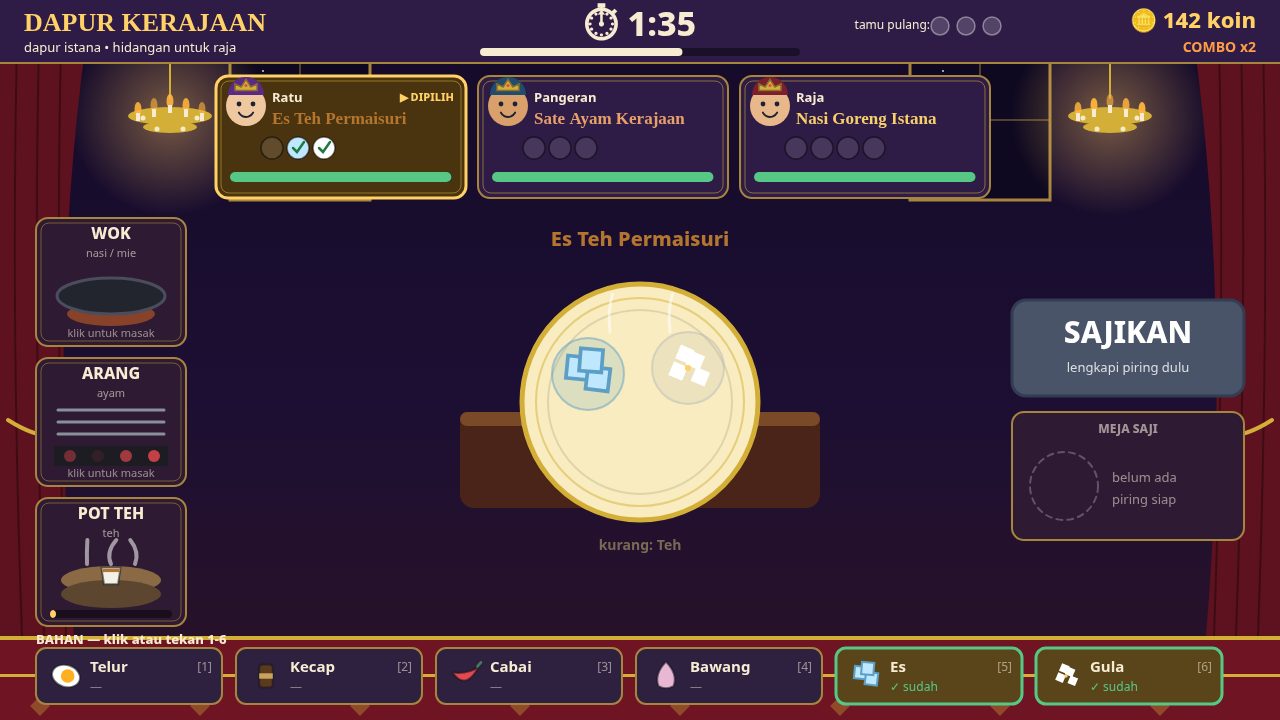 DAPUR KERAJAAN
dapur istana • hidangan untuk raja
1:35
tamu pulang:
142 koin
COMBO x2
Ratu
▶ DIPILIH
Es Teh Permaisuri
Pangeran
Sate Ayam Kerajaan
Raja
Nasi Goreng Istana
WOK
nasi / mie
klik untuk masak
ARANG
ayam
klik untuk masak
POT TEH
teh
Es Teh Permaisuri
kurang: Teh
SAJIKAN
lengkapi piring dulu
MEJA SAJI
belum ada
piring siap
BAHAN — klik atau tekan 1-6
Telur [1]
—
Kecap [2]
—
Cabai [3]
—
Bawang [4]
—
Es [5]
✓ sudah
Gula [6]
✓ sudah